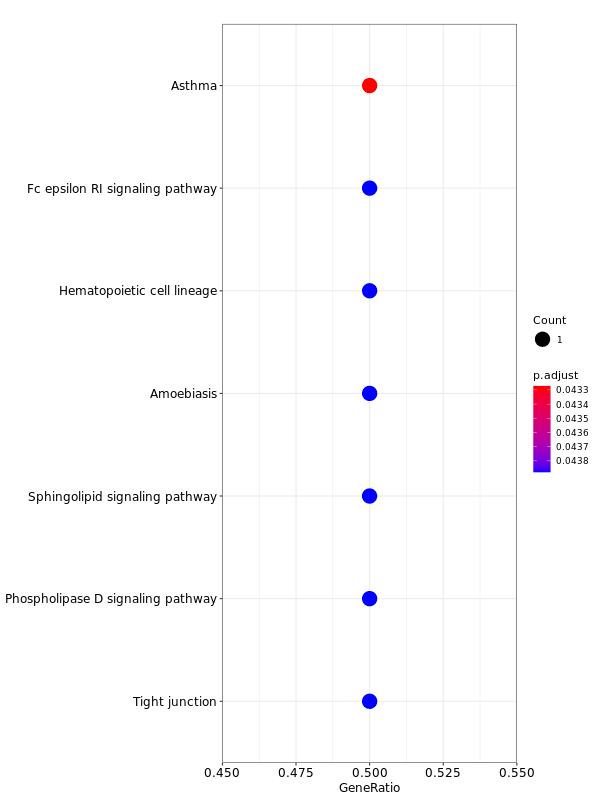 Asthma
Fc epsilon RI signaling pathway
Hematopoietic cell lineage
Amoebiasis
Sphingolipid signaling pathway
Phospholipase D signaling pathway
Tight junction
0.450 0.475 0.500 0.525 0.550
GeneRatio
Count
1
p.adjust
0.0433
0.0434
0.0435
0.0436
0.0437
0.0438